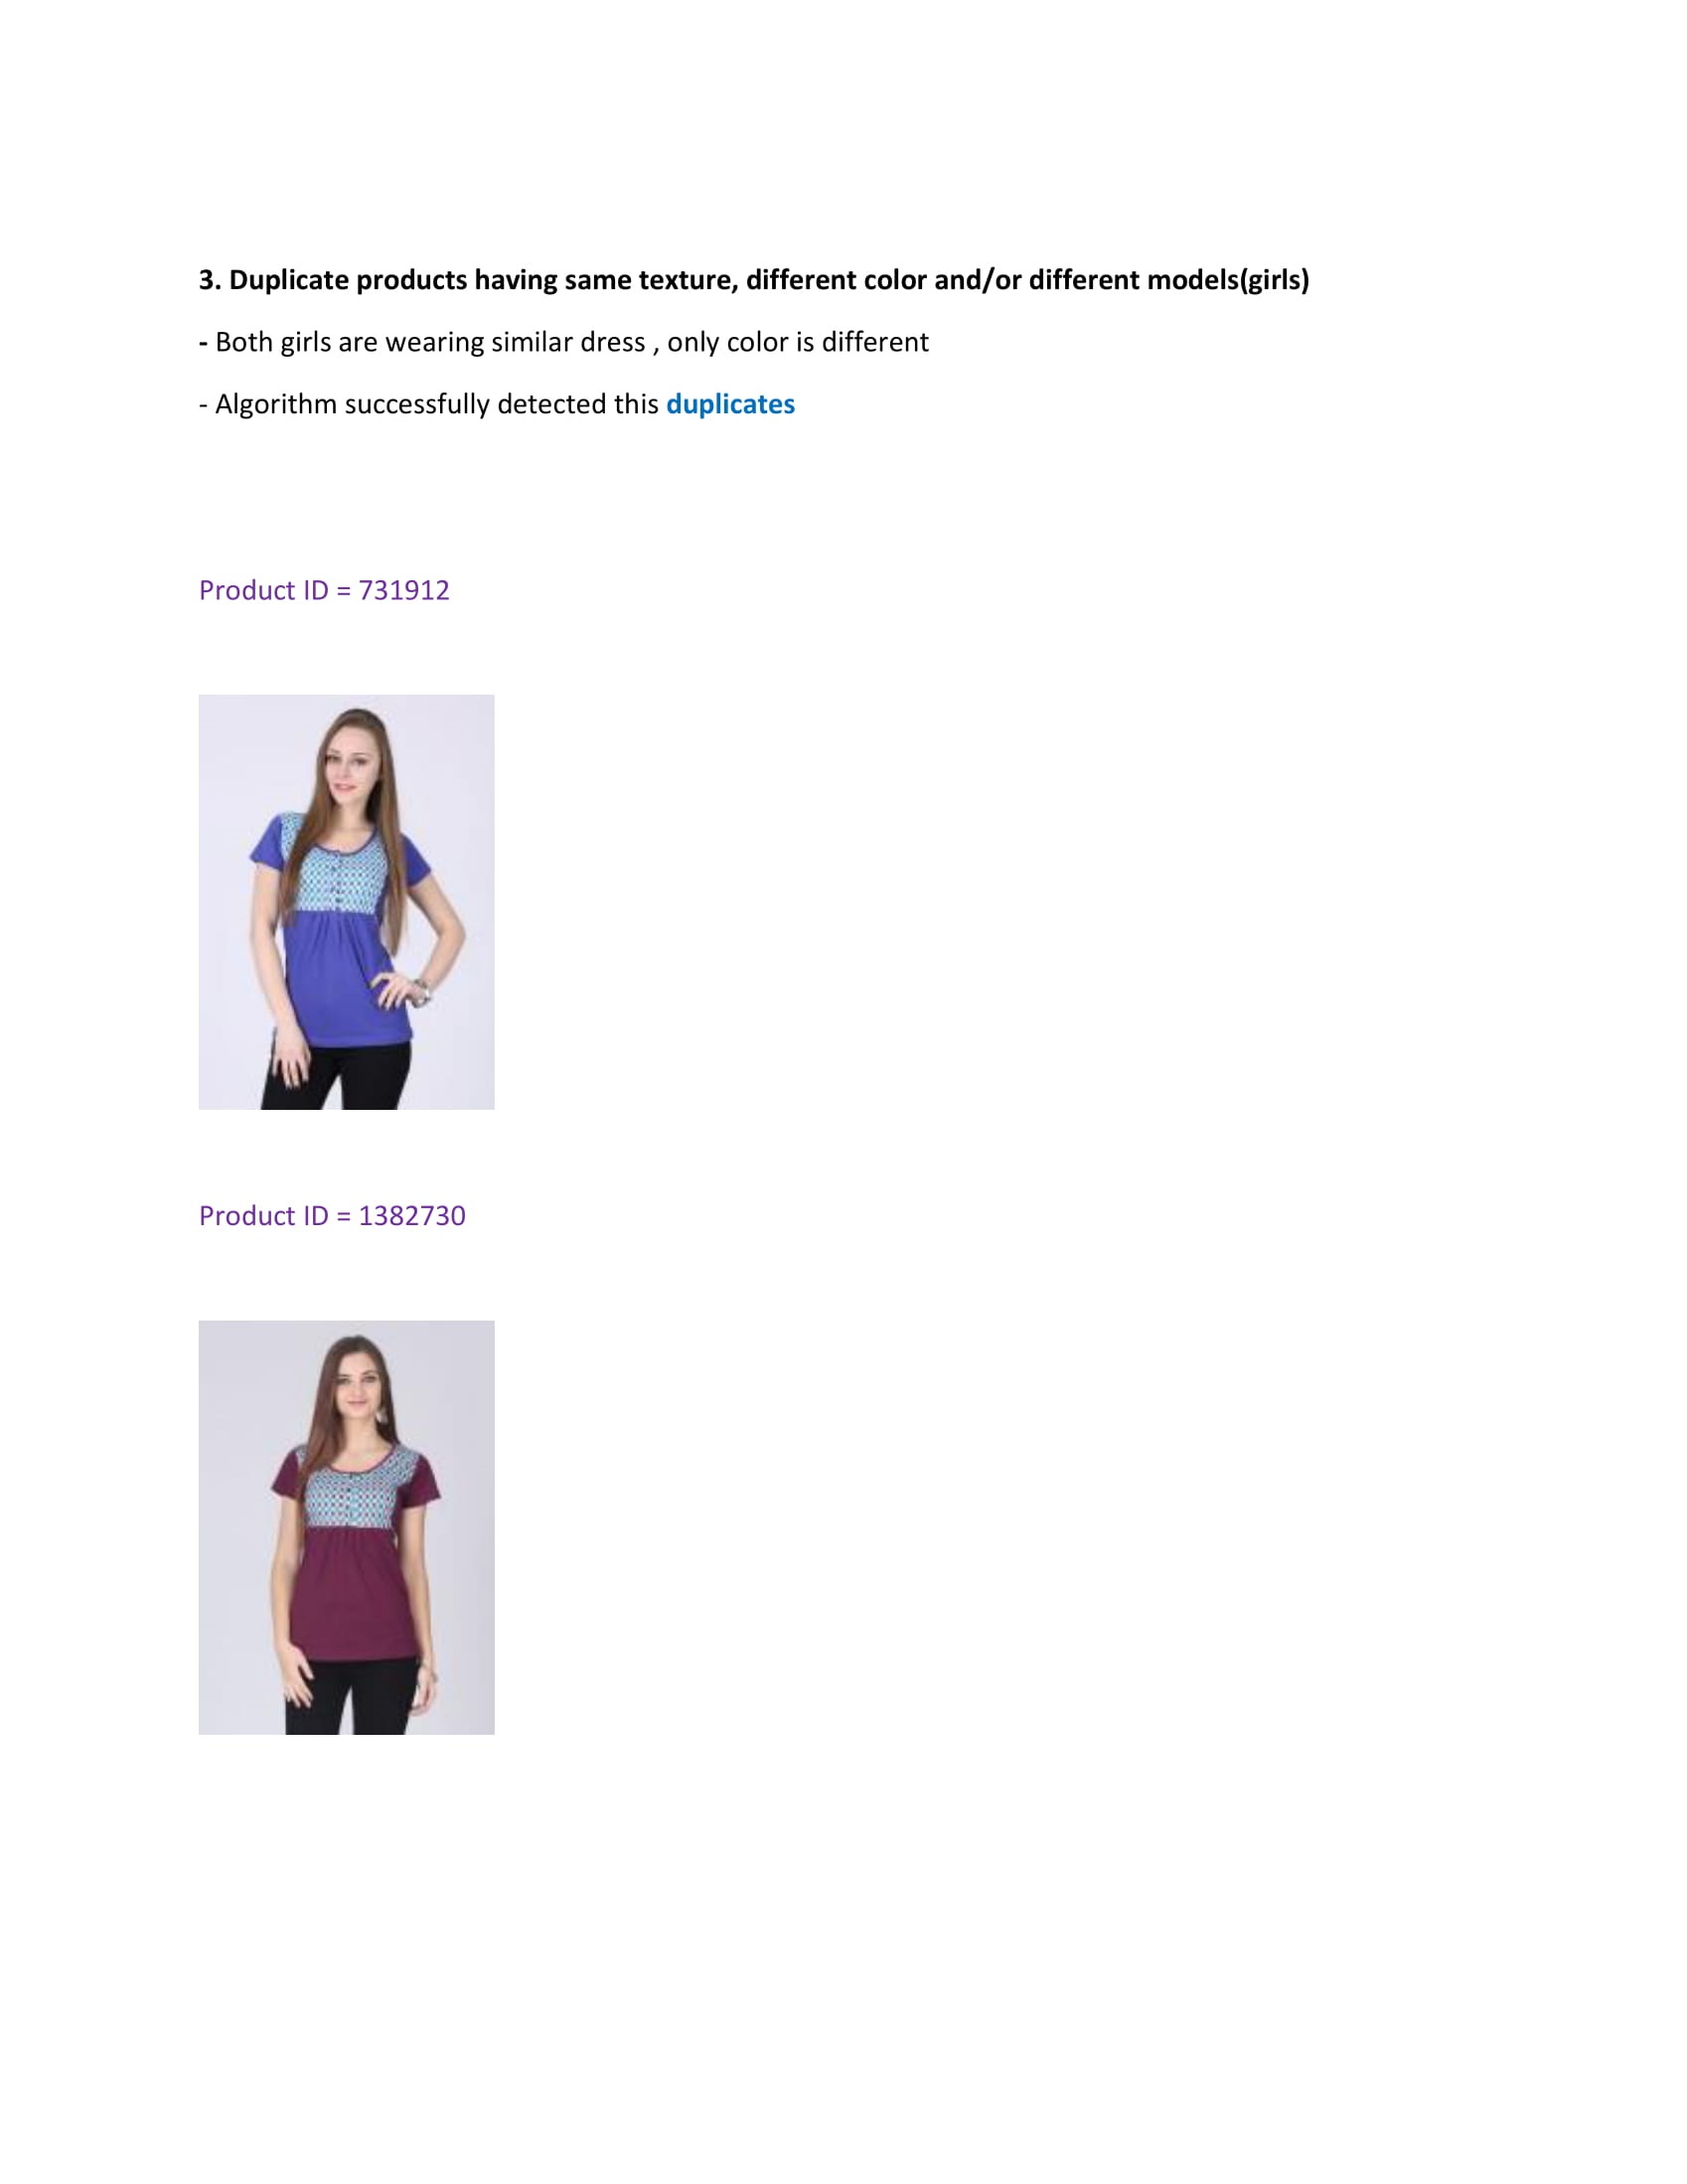 3. Duplicate products having same texture, different color and/or different models(girls)
- Both girls are wearing similar dress , only color is different
- Algorithm successfully detected this duplicates
Product ID = 731912
Product ID = 1382730